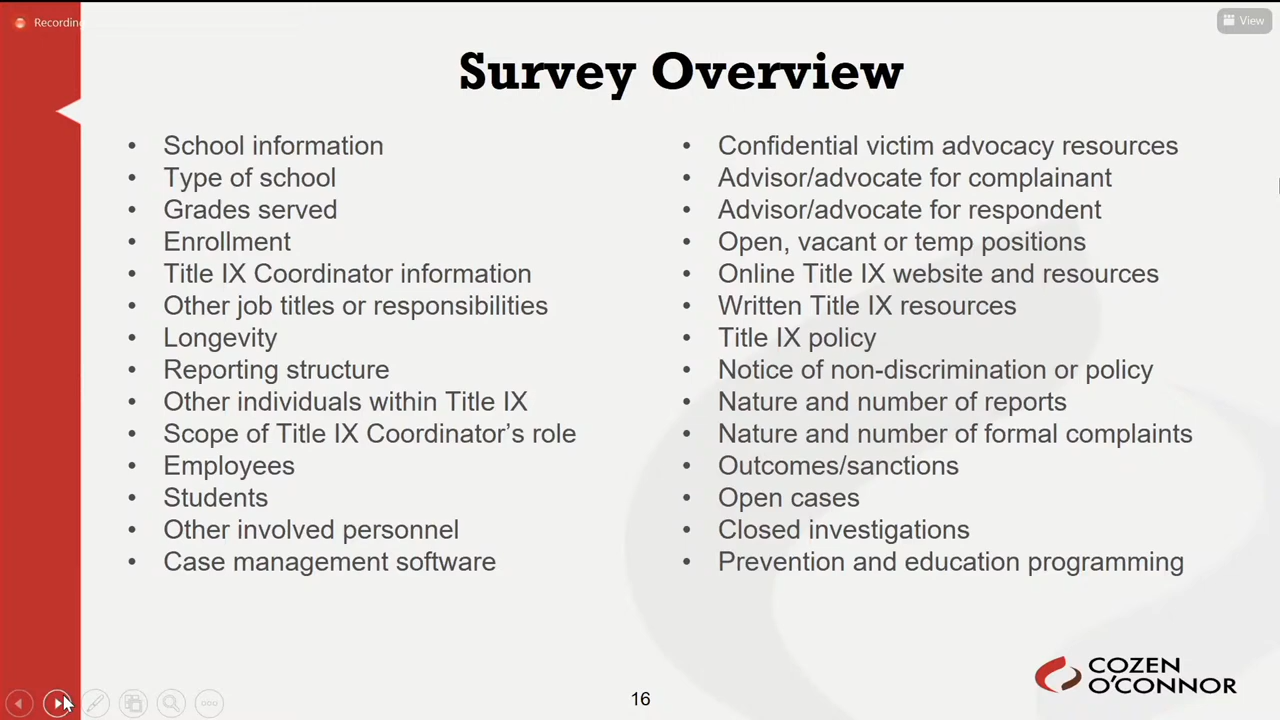 Recording
View
Survey Overview
• School information
• Type of school
• Grades served
• Enrollment
• Title IX Coordinator information
• Other job titles or responsibilities
• Longevity
• Reporting structure
• Other individuals within Title IX
• Scope of Title IX Coordinator’s role
• Employees
• Students
• Other involved personnel
• Case management software
• Confidential victim advocacy resources
• Advisor/advocate for complainant
• Advisor/advocate for respondent
• Open, vacant or temp positions
• Online Title IX website and resources
• Written Title IX resources
• Title IX policy
• Notice of non-discrimination or policy
• Nature and number of reports
• Nature and number of formal complaints
• Outcomes/sanctions
• Open cases
• Closed investigations
• Prevention and education programming
16
COZEN
O’CONNOR